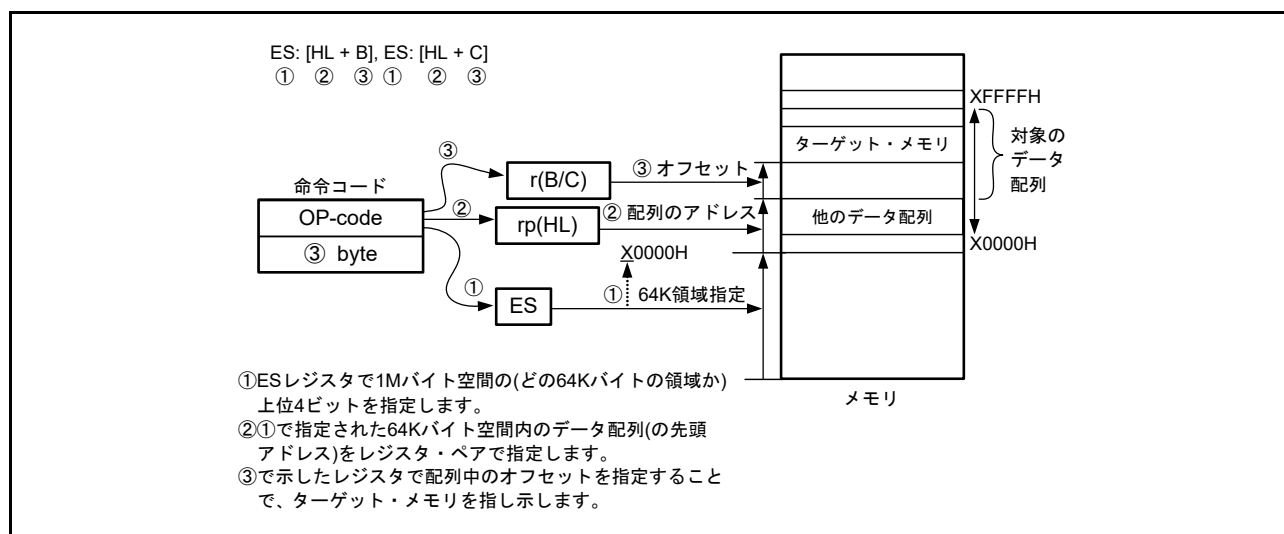 ES: [HL + B], ES: [HL + C]
① ② ③ ① ② ③
XFFFFH
ターゲット・メモリ
対象の
データ
配列
③
r(B/C)
③ オフセット
命令コード
OP-code
②
rp(HL)
② 配列のアドレス
他のデータ配列
③ byte
X0000H
X0000H
①
ES
① 64K領域指定
メモリ
①ESレジスタで1Mバイト空間の(どの64Kバイトの領域か)
上位4ビットを指定します。
②①で指定された64Kバイト空間内のデータ配列(の先頭
アドレス)をレジスタ・ペアで指定します。
③で示したレジスタで配列中のオフセットを指定すること
で、ターゲット・メモリを指し示します。